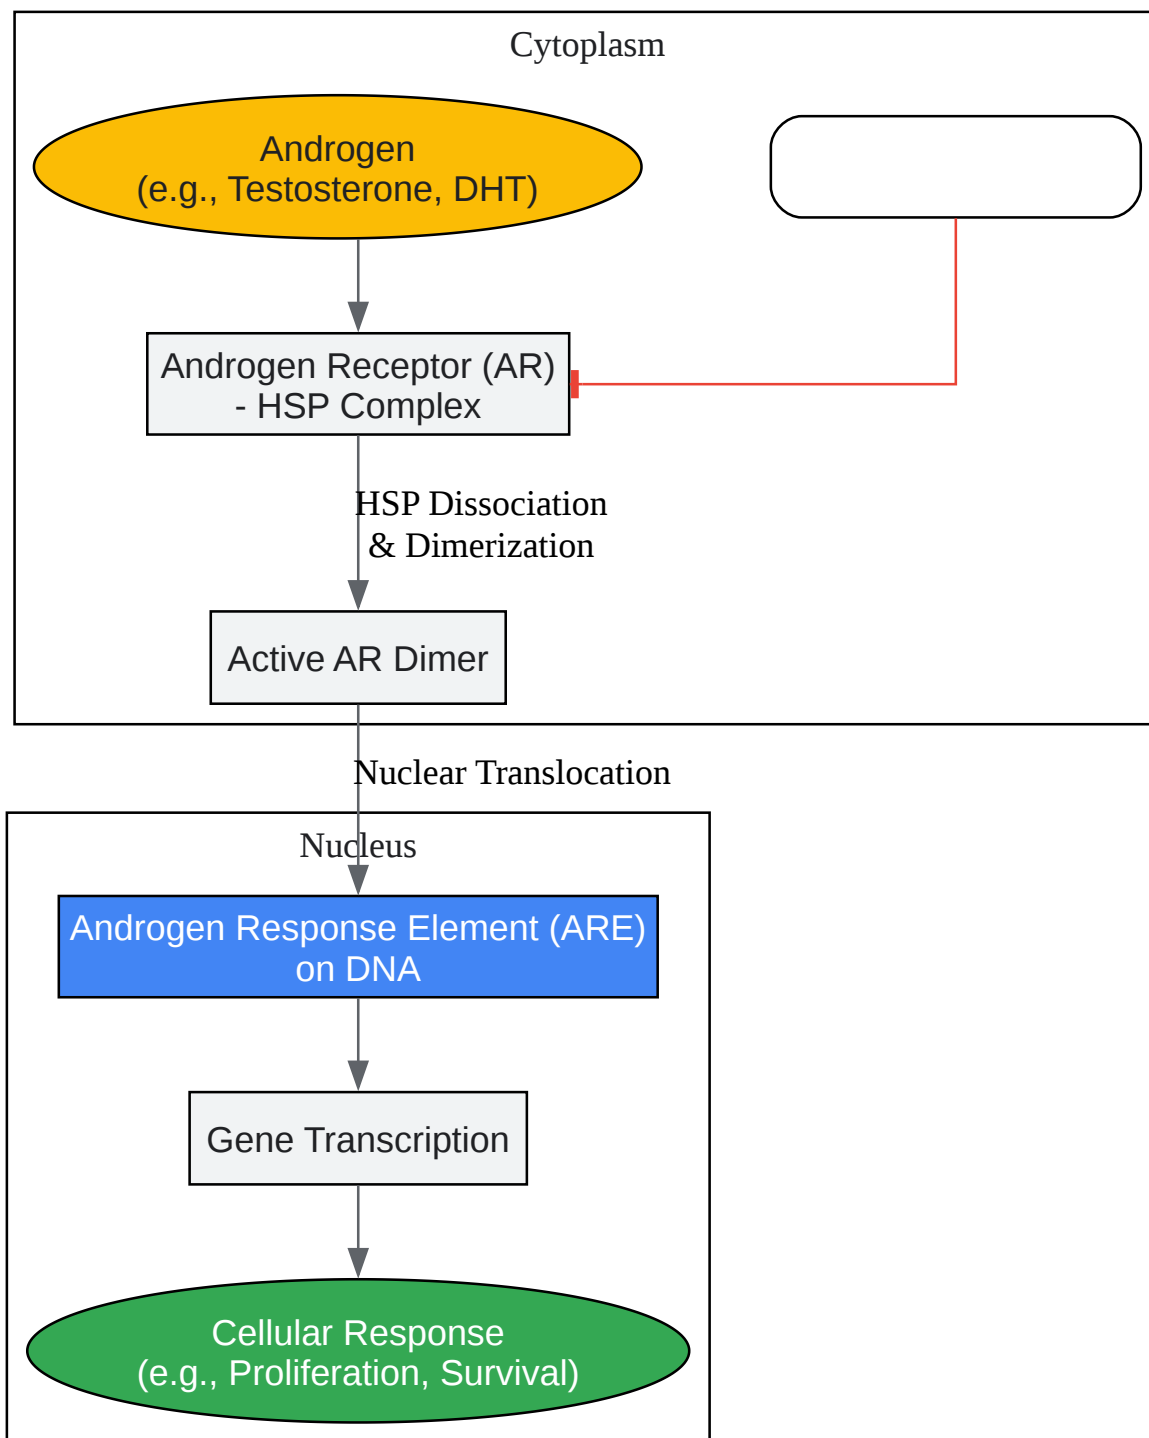 Cytoplasm
Androgen
(e.g., Testosterone, DHT)
Androgen Receptor (AR)
- HSP Complex
HSP Dissociation
& Dimerization
Active AR Dimer
Nuclear Translocation
Nucleus
Androgen Response Element (ARE)
on DNA
Gene Transcription
Cellular Response
(e.g., Proliferation, Survival)